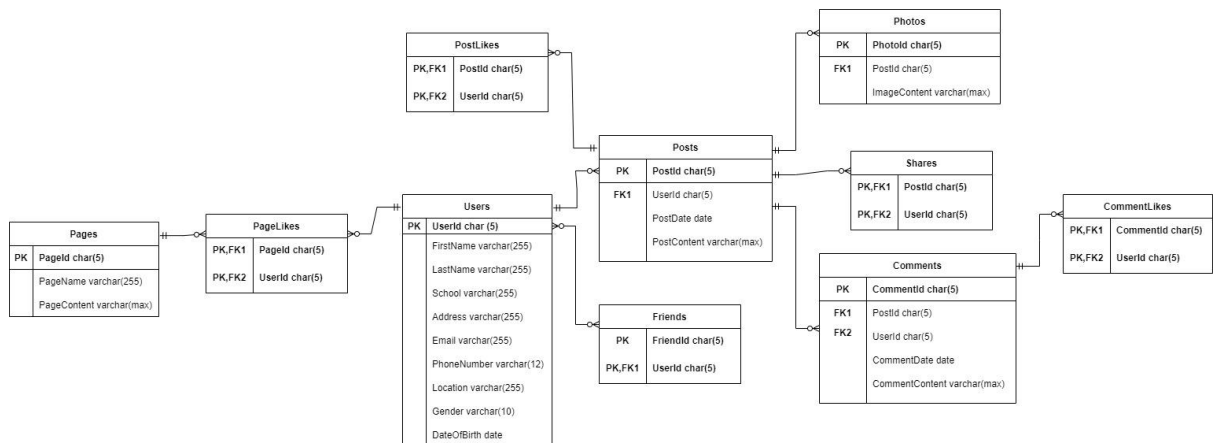 Photos
PK PhotoId char(5)
FK1 PostId char(5)
ImageContent varchar(max)
PostLikes
PK,FK1 PostId char(5)
PK,FK2 UserId char(5)
Posts
PK PostId char(5)
FK1 UserId char(5)
PostDate date
PostContent varchar(max)
Shares
PK,FK1 PostId char(5)
PK,FK2 UserId char(5)
CommentLikes
PK,FK1 CommentId char(5)
PK,FK2 UserId char(5)
Users
PK UserId char (5)
FirstName varchar(255)
LastName varchar(255)
School varchar(255)
Address varchar(255)
Email varchar(255)
PhoneNumber varchar(12)
Location varchar(255)
Gender varchar(10)
DateOfBirth date
PageLikes
PK,FK1 PageId char(5)
PK,FK2 UserId char(5)
Pages
PK PageId char(5)
PageName varchar(255)
PageContent varchar(max)
Comments
PK CommentId char(5)
FK1 PostId char(5)
FK2 UserId char(5)
CommentDate date
CommentContent varchar(max)
Friends
PK FriendId char(5)
PK,FK1 UserId char(5)